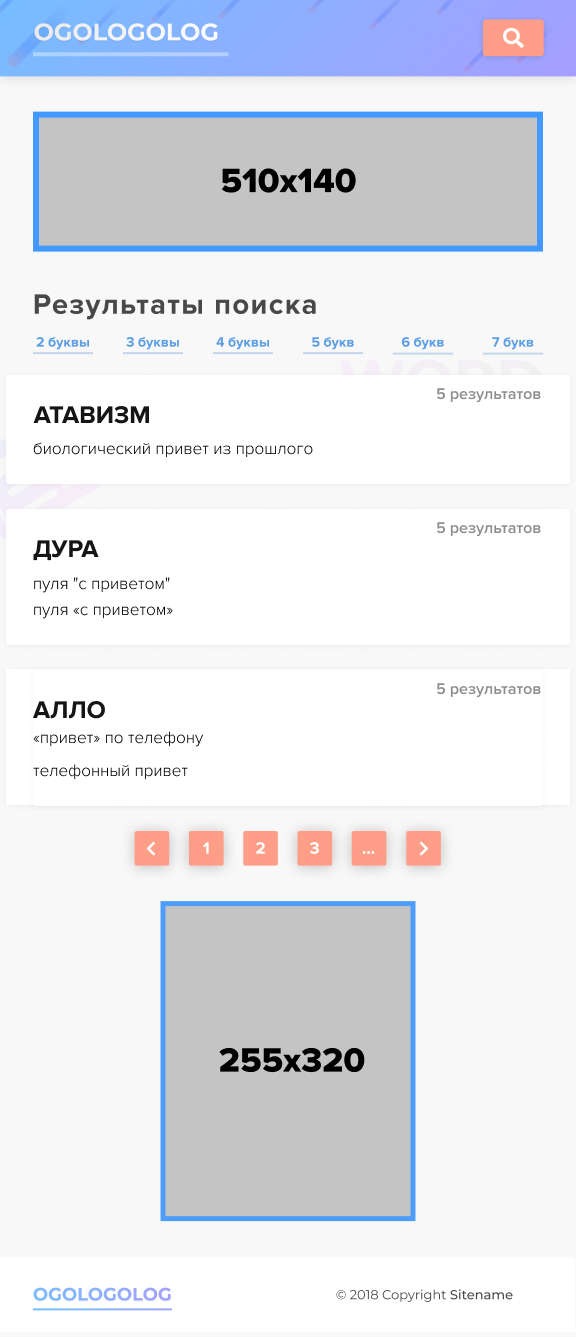 OGOLOGOLOG
510x140
Результаты поиска
2 буквы 3 буквы 4 буквы 5 букв 6 букв 7 букв
WORD
5 результатов
АТАВИЗМ
биологический привет из прошлого
5 результатов
ДУРА
пуля "с приветом"
пуля «с приветом»
5 результатов
АЛЛО
«привет» по телефону
телефонный привет
1 2 3 ...
255x320
OGOLOGOLOG © 2018 Copyright Sitename